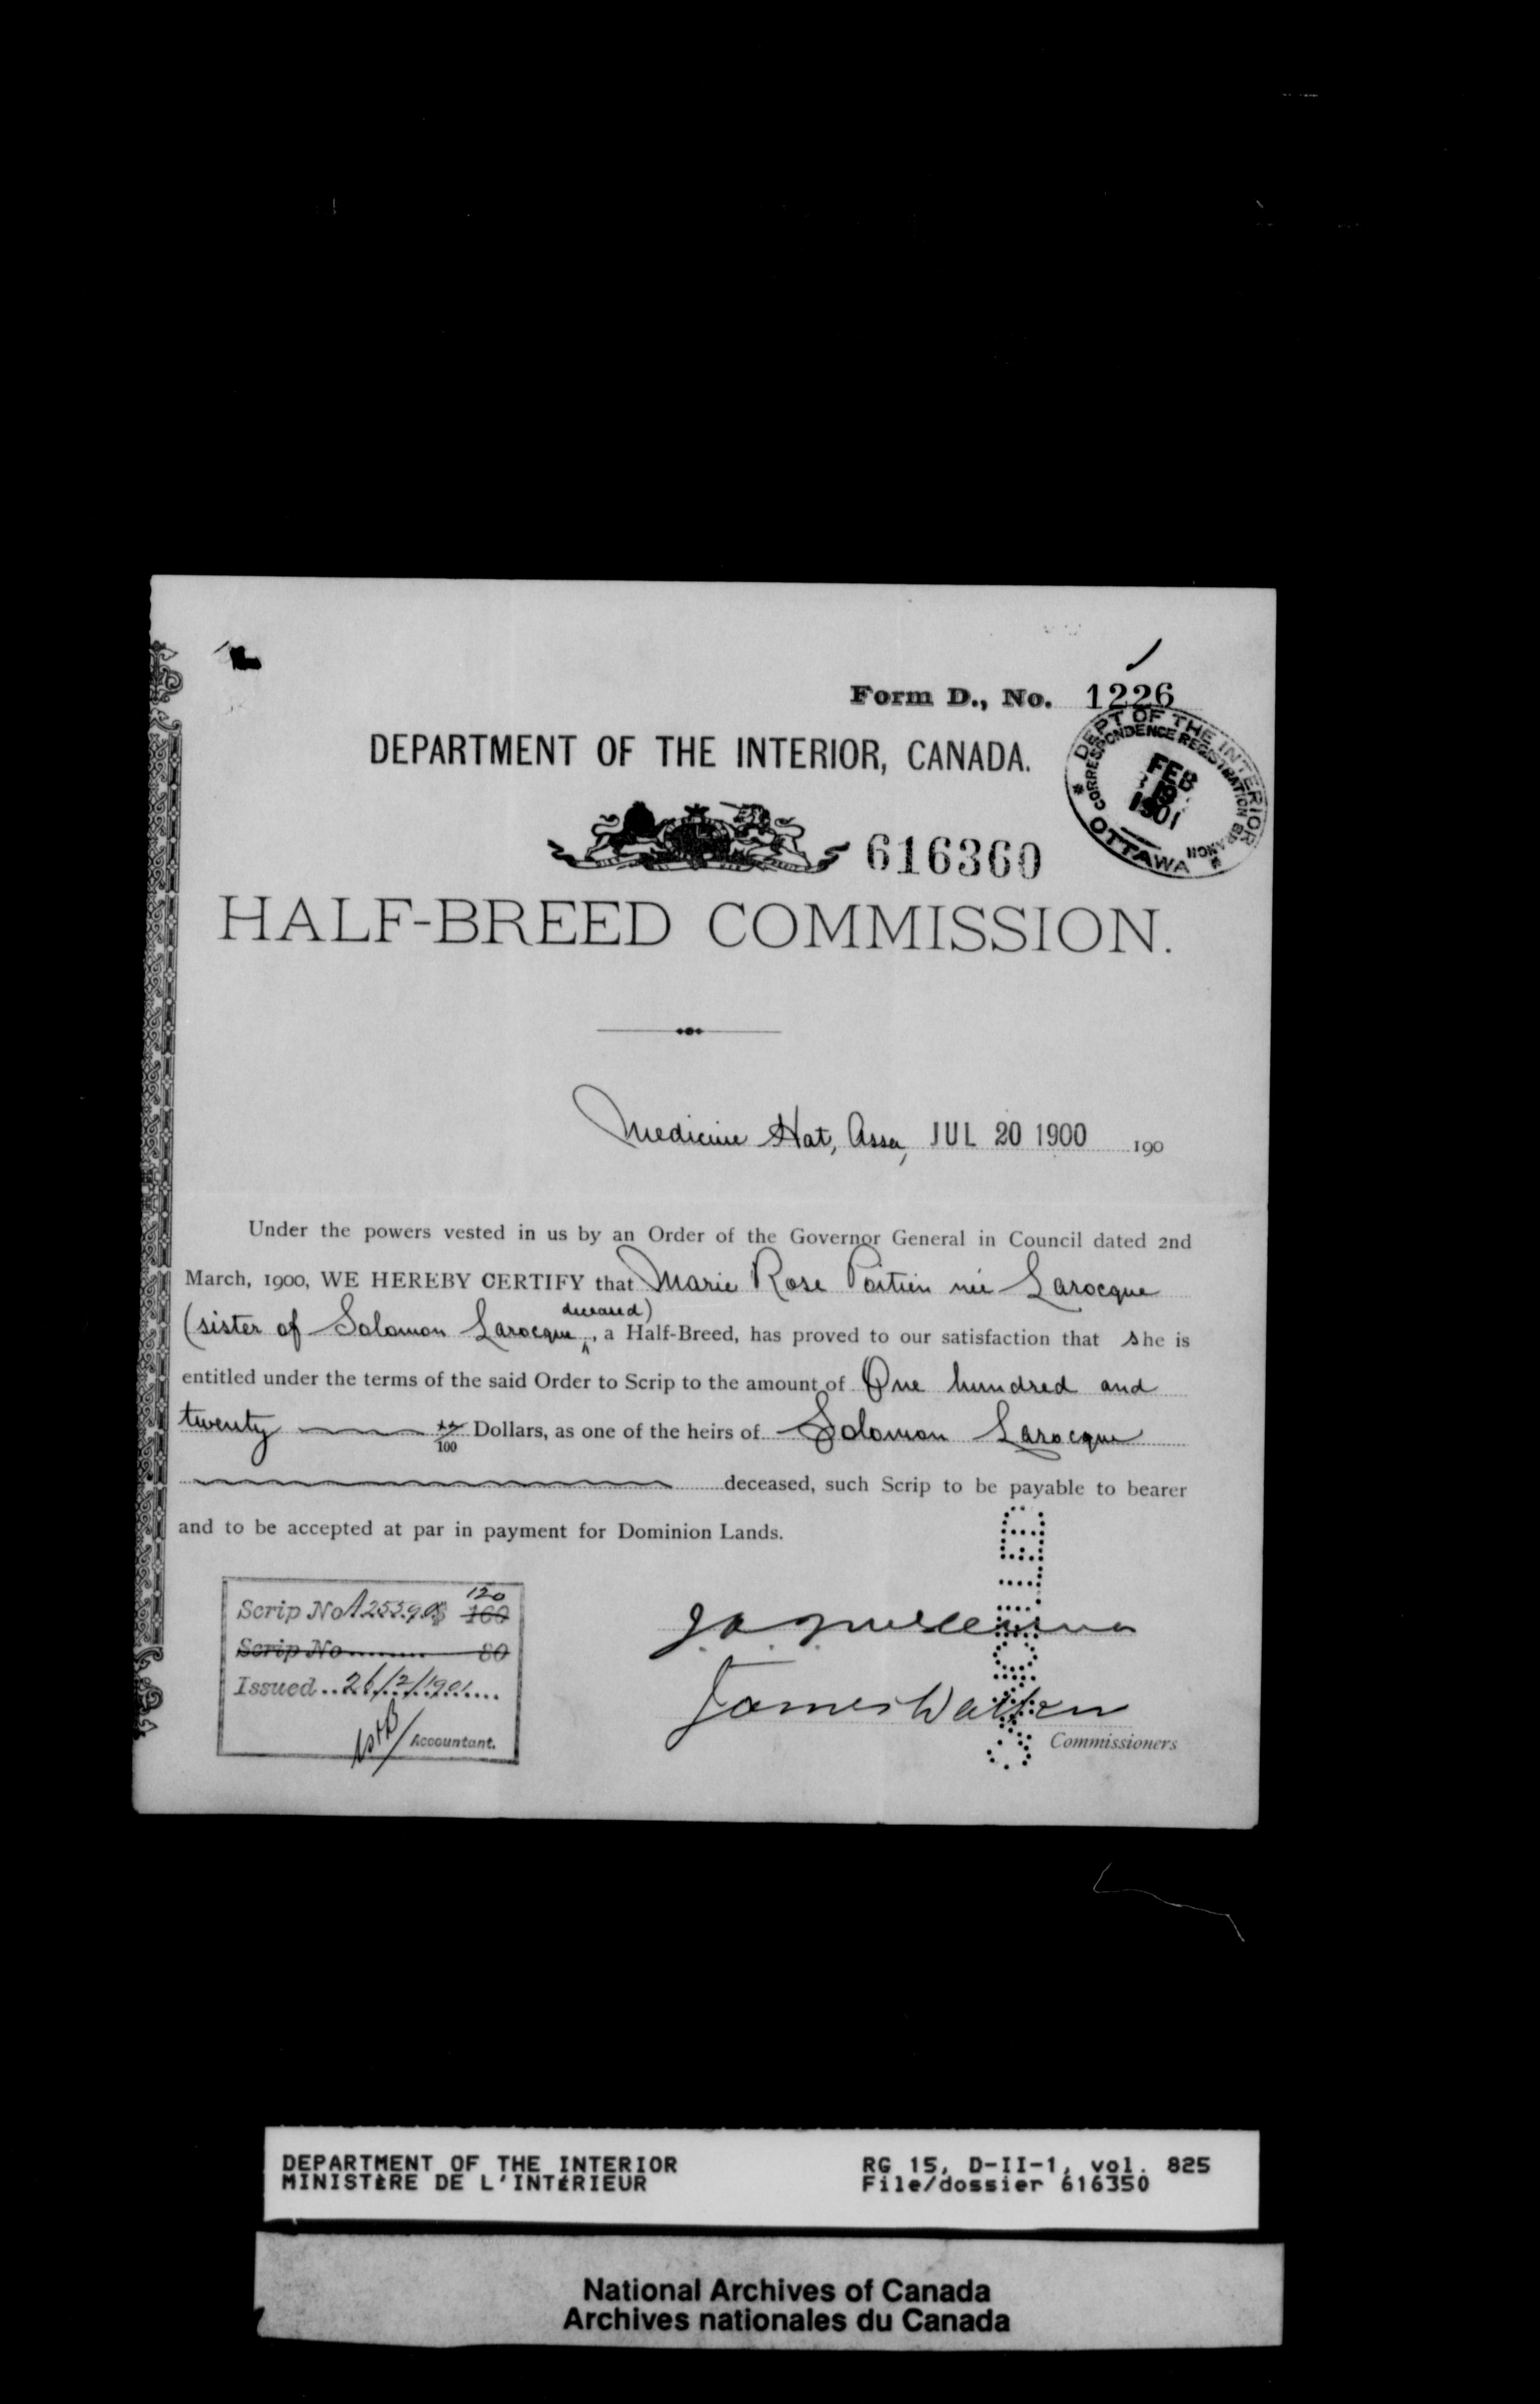 Form D., No. 1226
DEPARTMENT OF THE INTERIOR, CANADA.
* DEPT OF THE INTERIOR * OTTAWA
CORRESPONDENCE REGISTRATION BRANCH
FEB
19
1901
616360
HALF-BREED COMMISSION.
Medicine Hat, Assa, JUL 20 1900 190
Under the powers vested in us by an Order of the Governor General in Council dated 2nd
March, 1900, WE HEREBY CERTIFY that Marie Rose Poitien née Larocque
(sister of Solomon Larocque deceased), a Half-Breed, has proved to our satisfaction that she is
entitled under the terms of the said Order to Scrip to the amount of One hundred and
twenty xx/100 Dollars, as one of the heirs of Solomon Larocque
deceased, such Scrip to be payable to bearer
and to be accepted at par in payment for Dominion Lands.
Scrip No 120 160
Scrip No 80
Issued 26/2/1901
Accountant.
James Walker
Commissioners
DEPARTMENT OF THE INTERIOR
MINISTÈRE DE L'INTÉRIEUR
RG 15, D-II-1, vol. 825
File/dossier 616350
National Archives of Canada
Archives nationales du Canada